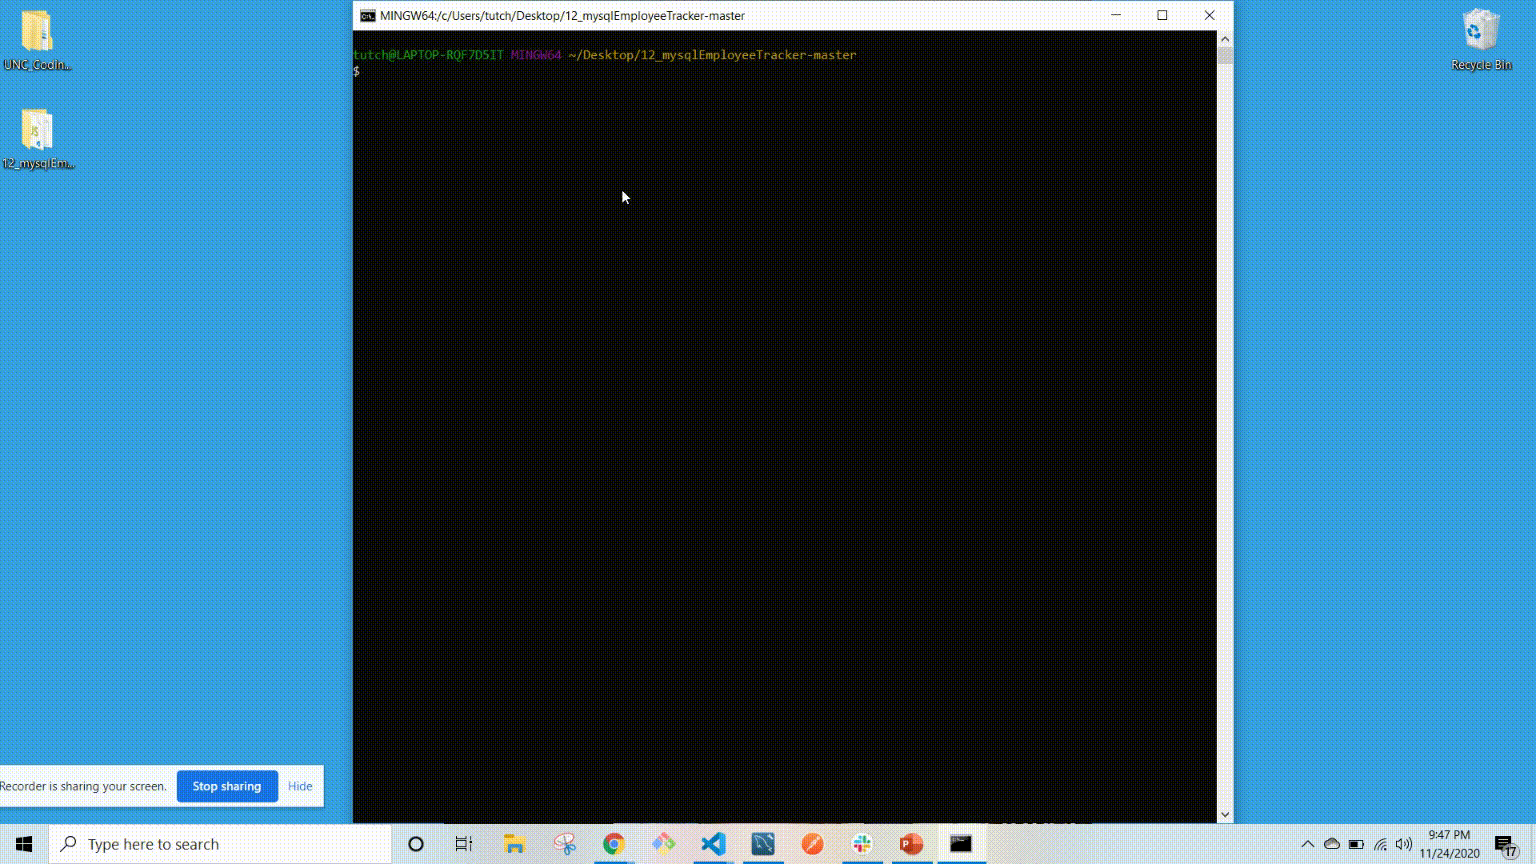 UNC_Codin...
12_mysqlEm...
MINGW64:/c/Users/tutch/Desktop/12_mysqlEmployeeTracker-master
tutch@LAPTOP-RQF7D5IT MINGW64 ~/Desktop/12_mysqlEmployeeTracker-master
$
Recycle Bin
Recorder is sharing your screen.
Stop sharing
Hide
Type here to search
9:47 PM
11/24/2020
17